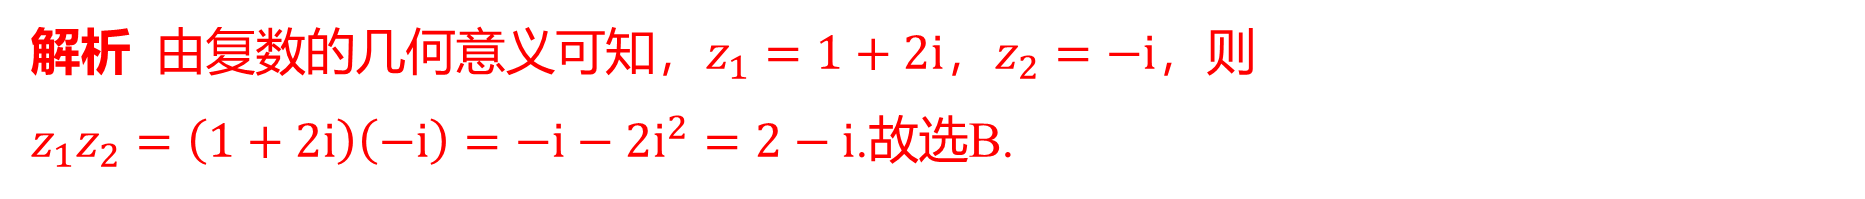 解析 由复数的几何意义可知，z₁ = 1 + 2i，z₂ = −i，则
z₁z₂ = (1 + 2i)(−i) = −i − 2i² = 2 − i.故选B.